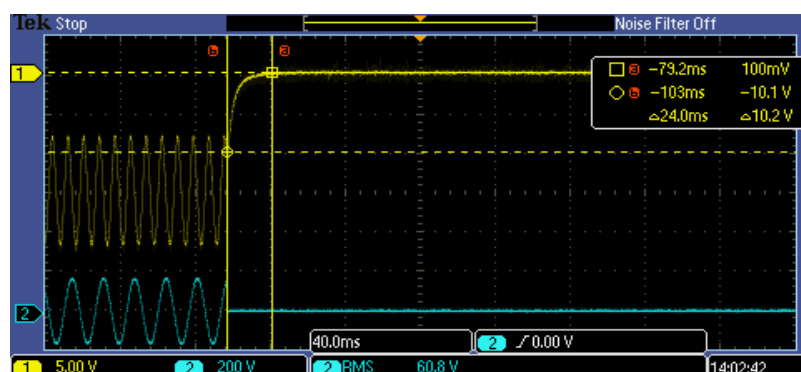 Tek Stop Noise Filter Off
a −79.2ms 100mV
b −103ms −10.1 V
△24.0ms △10.2 V
b a
1
2
40.0ms 2 0.00 V
1 5.00 V 2 200 V 2 RMS 60.8 V 14:02:42